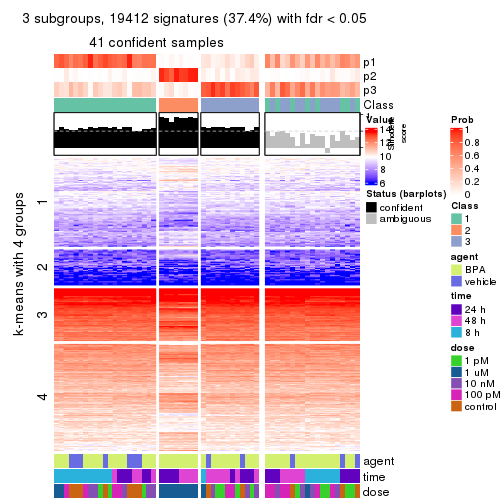 3 subgroups, 19412 signatures (37.4%) with fdr < 0.05
41 confident samples
p1
p2
p3
Class
Silhouette
score
k-means with 4 groups
1
2
3
4
agent
time
dose
Value
14
12
10
8
6
Status (barplots)
confident
ambiguous
Prob
1
0.8
0.6
0.4
0.2
0
Class
1
2
3
agent
BPA
vehicle
time
24 h
48 h
8 h
dose
1 pM
1 uM
10 nM
100 pM
control